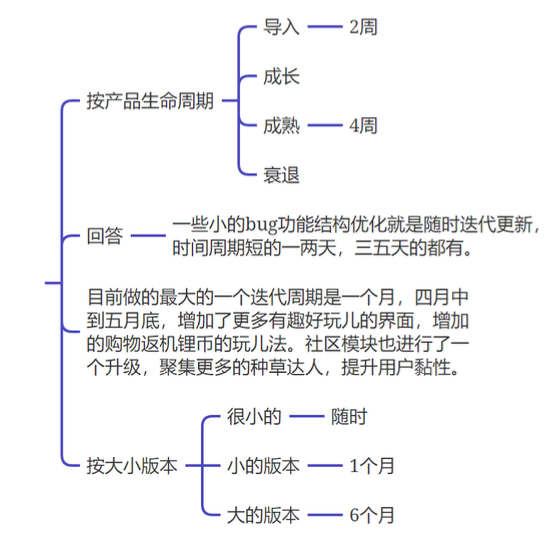 导入
2周
成长
按产品生命周期
成熟
4周
衰退
一些小的bug功能结构优化就是随时迭代更新,
回答
时间周期短的一两天，三五天的都有。
目前做的最大的一个迭代周期是一个月，四月中
到五月底，增加了更多有趣好玩儿的界面，增加
的购物返机锂币的玩儿法。社区模块也进行了一
个升级，聚集更多的种草达人，提升用户黏性。
很小的
随时
按大小版本
小的版本
1个月
大的版本
6个月